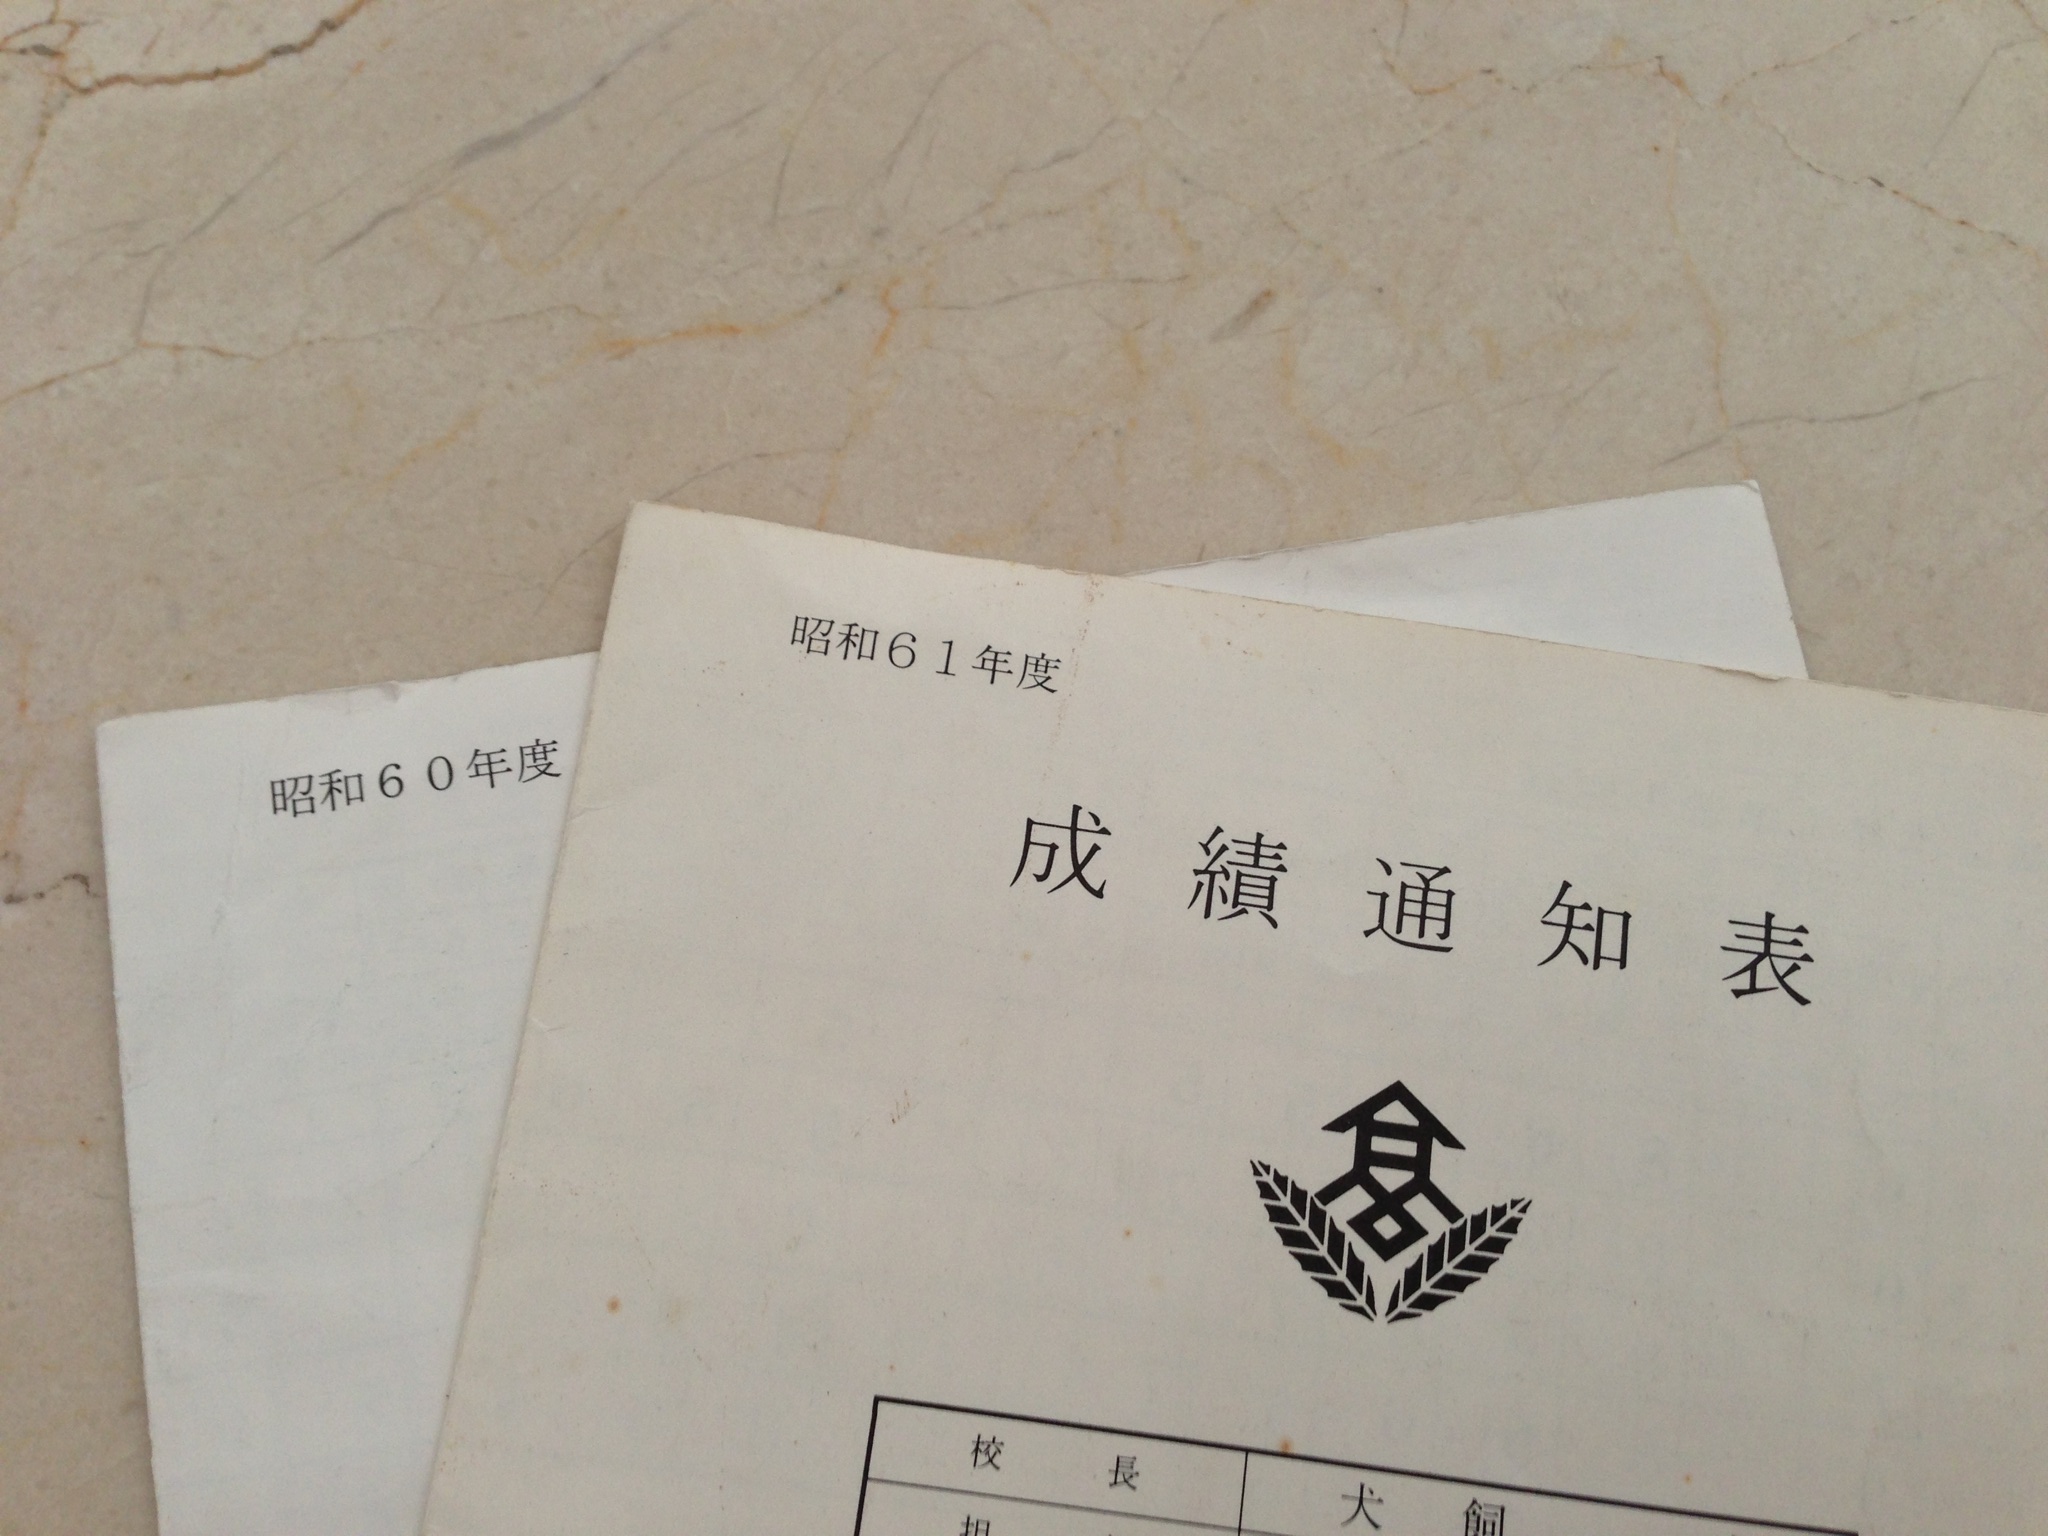 昭和61年度
昭和60年度
成績通知表
校長 犬飼
担